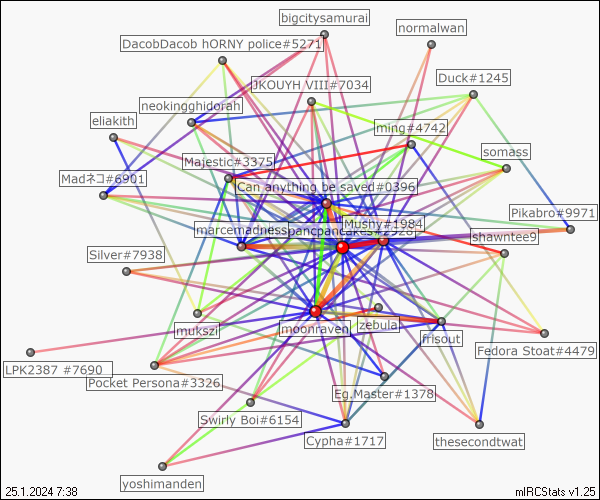 bigcitysamurai
normalwan
DacobDacob hORNY police#5271
JKOUYH VIII#7034
Duck#1245
neokingghidorah
eliakith
ming#4742
somass
Majestic#3375
Madネコ#6901
Can anything be saved#0396
Pikabro#9971
Mushy#1984
marcemadness
shawntee9
Silver#7938
mukszi
moonraven
zebula
frisout
Fedora Stoat#4479
LPK2387 #7690
Pocket Persona#3326
Eg.Master#1378
Swirly Boi#6154
Cypha#1717
thesecondtwat
yoshimanden
25.1.2024 7:38
mIRCStats v1.25